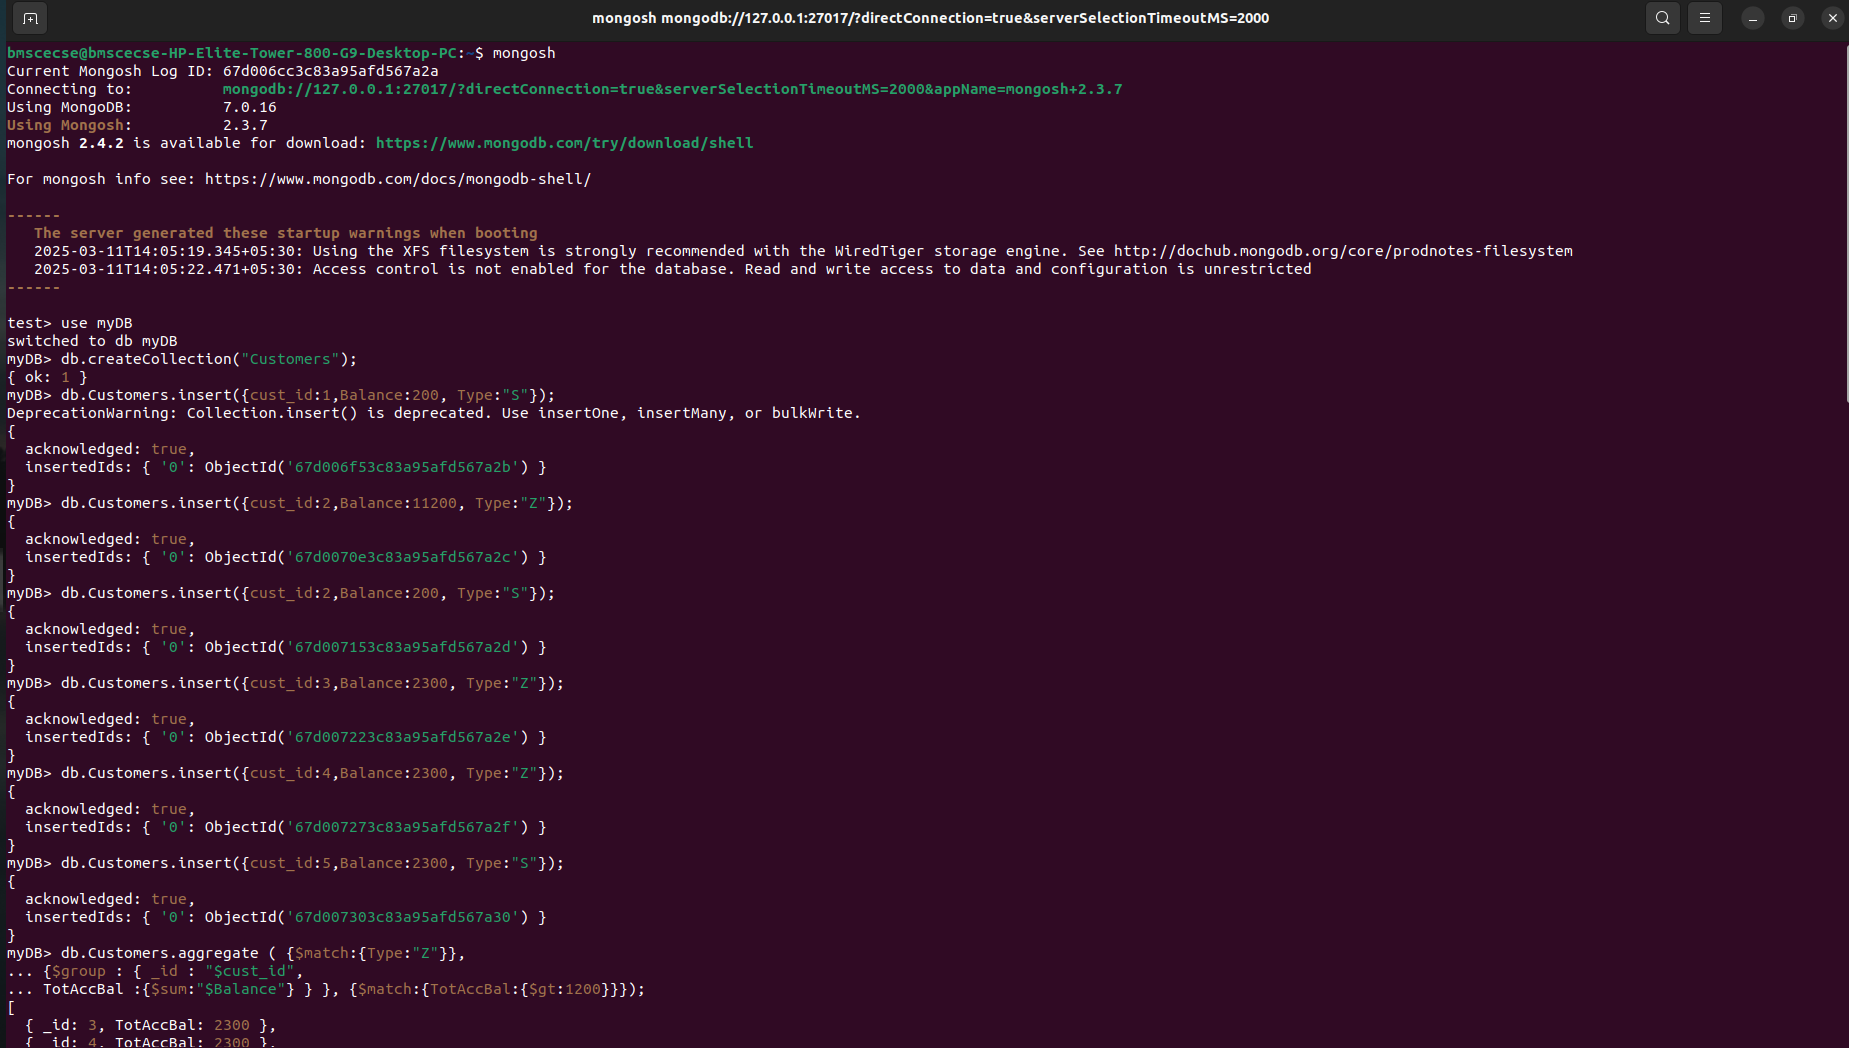 mongosh mongodb://127.0.0.1:27017/?directConnection=true&serverSelectionTimeoutMS=2000
bmscecse@bmscecse-HP-Elite-Tower-800-G9-Desktop-PC:~$ mongosh
Current Mongosh Log ID: 67d006cc3c83a95afd567a2a
Connecting to:          mongodb://127.0.0.1:27017/?directConnection=true&serverSelectionTimeoutMS=2000&appName=mongosh+2.3.7
Using MongoDB:          7.0.16
Using Mongosh:          2.3.7
mongosh 2.4.2 is available for download: https://www.mongodb.com/try/download/shell
For mongosh info see: https://www.mongodb.com/docs/mongodb-shell/
------
   The server generated these startup warnings when booting
   2025-03-11T14:05:19.345+05:30: Using the XFS filesystem is strongly recommended with the WiredTiger storage engine. See http://dochub.mongodb.org/core/prodnotes-filesystem
   2025-03-11T14:05:22.471+05:30: Access control is not enabled for the database. Read and write access to data and configuration is unrestricted
------
test> use myDB
switched to db myDB
myDB> db.createCollection("Customers");
{ ok: 1 }
myDB> db.Customers.insert({cust_id:1,Balance:200, Type:"S"});
DeprecationWarning: Collection.insert() is deprecated. Use insertOne, insertMany, or bulkWrite.
{
  acknowledged: true,
  insertedIds: { '0': ObjectId('67d006f53c83a95afd567a2b') }
}
myDB> db.Customers.insert({cust_id:2,Balance:11200, Type:"Z"});
{
  acknowledged: true,
  insertedIds: { '0': ObjectId('67d0070e3c83a95afd567a2c') }
}
myDB> db.Customers.insert({cust_id:2,Balance:200, Type:"S"});
{
  acknowledged: true,
  insertedIds: { '0': ObjectId('67d007153c83a95afd567a2d') }
}
myDB> db.Customers.insert({cust_id:3,Balance:2300, Type:"Z"});
{
  acknowledged: true,
  insertedIds: { '0': ObjectId('67d007223c83a95afd567a2e') }
}
myDB> db.Customers.insert({cust_id:4,Balance:2300, Type:"Z"});
{
  acknowledged: true,
  insertedIds: { '0': ObjectId('67d007273c83a95afd567a2f') }
}
myDB> db.Customers.insert({cust_id:5,Balance:2300, Type:"S"});
{
  acknowledged: true,
  insertedIds: { '0': ObjectId('67d007303c83a95afd567a30') }
}
myDB> db.Customers.aggregate ( {$match:{Type:"Z"}},
... {$group : { _id : "$cust_id",
... TotAccBal :{$sum:"$Balance"} } }, {$match:{TotAccBal:{$gt:1200}}});
[
  { _id: 3, TotAccBal: 2300 },
  { _id: 4, TotAccBal: 2300 },